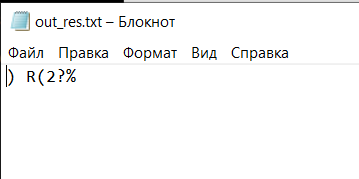 out_res.txt – Блокнот
Файл Правка Формат Вид Справка
) R(2?%